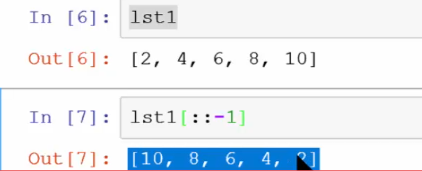 In [6]: lst1
Out[6]: [2, 4, 6, 8, 10]
In [7]: lst1[::-1]
Out[7]: [10, 8, 6, 4, 2]